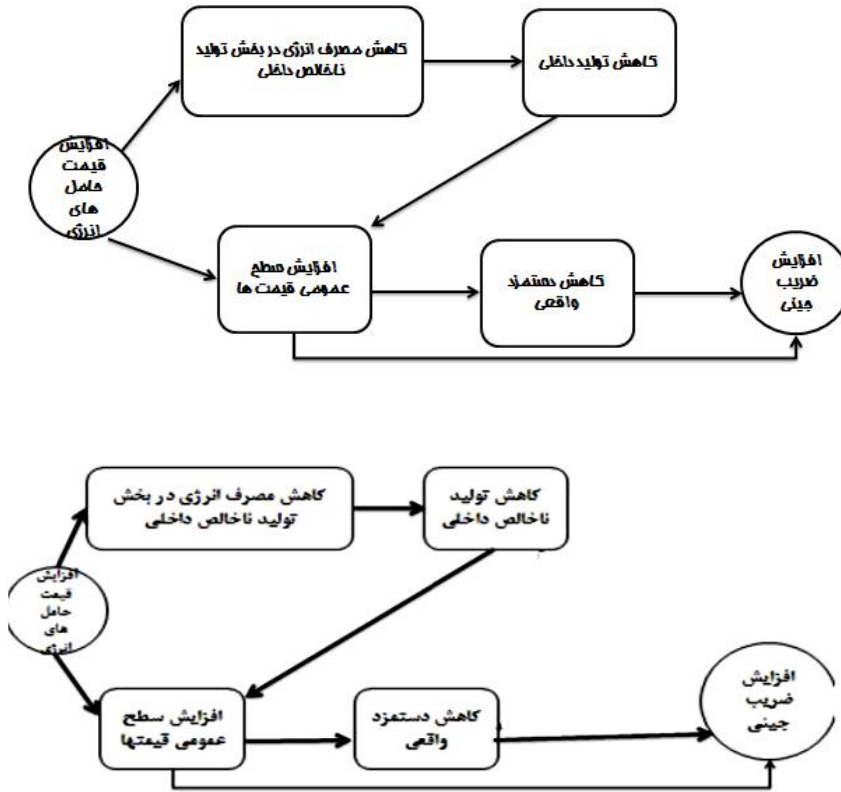 کاهش مصرف انرژی در بخش تولید
ناخالص داخلی
کاهش تولید داخلی
افزایش
قیمت
حامل
های
انرژی
افزایش سطح
عمومی قیمت ها
کاهش دستمزد
واقعی
افزایش
ضریب
جینی
کاهش مصرف انرژی در بخش
تولید ناخالص داخلی
کاهش تولید
ناخالص داخلی
افزایش
قیمت
حامل
های
انرژی
افزایش سطح
عمومی قیمتها
کاهش دستمزد
واقعی
افزایش
ضریب
جینی